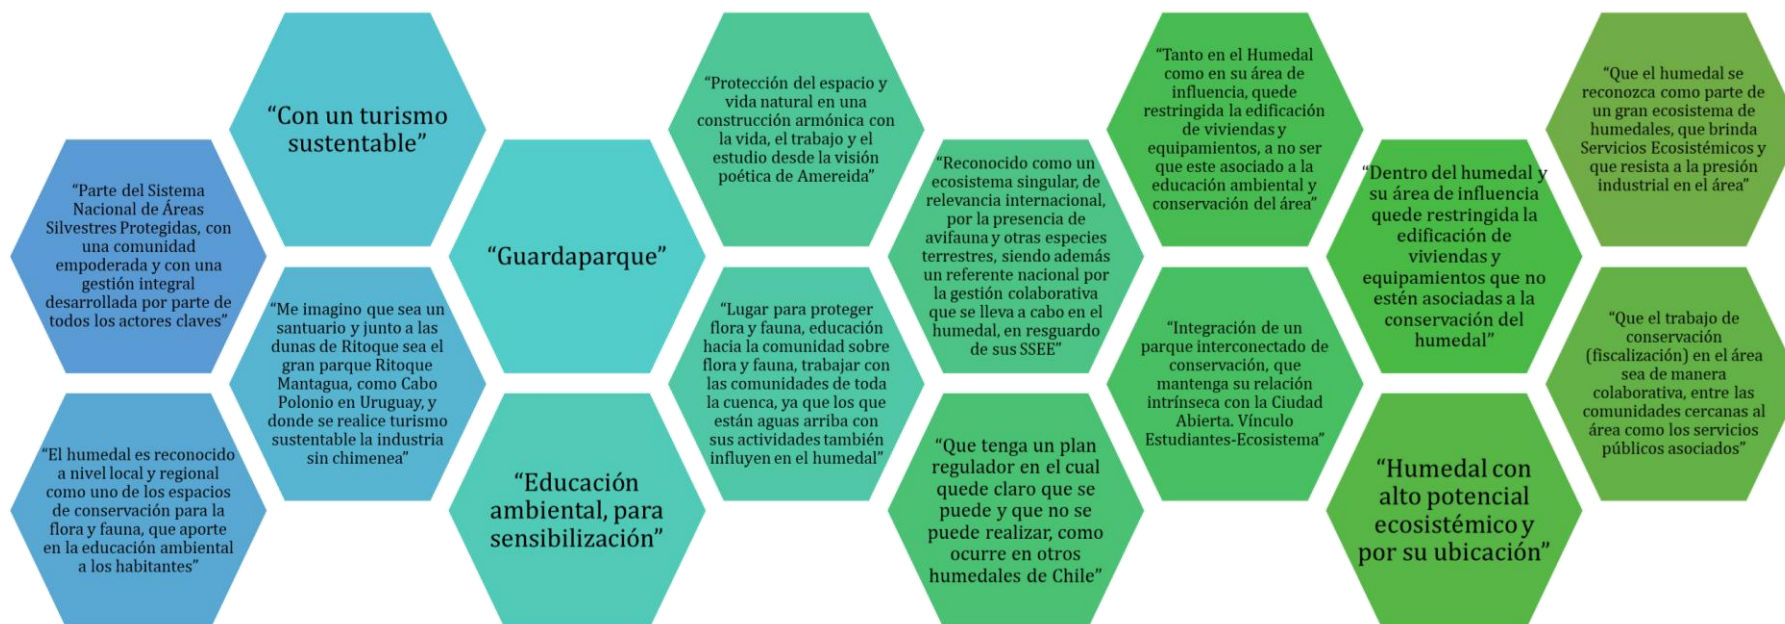 “Parte del Sistema
Nacional de Áreas
Silvestres Protegidas, con
una comunidad
empoderada y con una
gestión integral
desarrollada por parte de
todos los actores claves”
“El humedal es reconocido
a nivel local y regional
como uno de los espacios
de conservación para la
flora y fauna, que aporte
en la educación ambiental
a los habitantes”
“Con un turismo
sustentable”
“Me imagino que sea un
santuario y junto a las
dunas de Ritoque sea el
gran parque Ritoque
Mantagua, como Cabo
Polonio en Uruguay, y
donde se realice turismo
sustentable la industria
sin chimenea”
“Guardaparque”
“Educación
ambiental, para
sensibilización”
“Protección del espacio y
vida natural en una
construcción armónica con
la vida, el trabajo y el
estudio desde la visión
poética de Amereida”
“Lugar para proteger
flora y fauna, educación
hacia la comunidad sobre
flora y fauna, trabajar con
las comunidades de toda
la cuenca, ya que los que
están aguas arriba con
sus actividades también
influyen en el humedal”
“Reconocido como un
ecosistema singular, de
relevancia internacional,
por la presencia de
avifauna y otras especies
terrestres, siendo además
un referente nacional por
la gestión colaborativa
que se lleva a cabo en el
humedal, en resguardo
de sus SSEE”
“Que tenga un plan
regulador en el cual
quede claro que se
puede y que no se
puede realizar, como
ocurre en otros
humedales de Chile”
“Tanto en el Humedal
como en su área de
influencia, quede
restringida la edificación
de viviendas y
equipamientos, a no ser
que este asociado a la
educación ambiental y
conservación del área”
“Integración de un
parque interconectado de
conservación, que
mantenga su relación
intrínseca con la Ciudad
Abierta. Vínculo
Estudiantes-Ecosistema”
“Dentro del humedal y
su área de influencia
quede restringida la
edificación de
viviendas y
equipamientos que no
estén asociadas a la
conservación del
humedal”
“Humedal con
alto potencial
ecosistémico y
por su ubicación”
“Que el humedal se
reconozca como parte de
un gran ecosistema de
humedales, que brinda
Servicios Ecosistémicos y
que resista a la presión
industrial en el área”
“Que el trabajo de
conservación
(fiscalización) en el área
sea de manera
colaborativa, entre las
comunidades cercanas al
área como los servicios
públicos asociados”